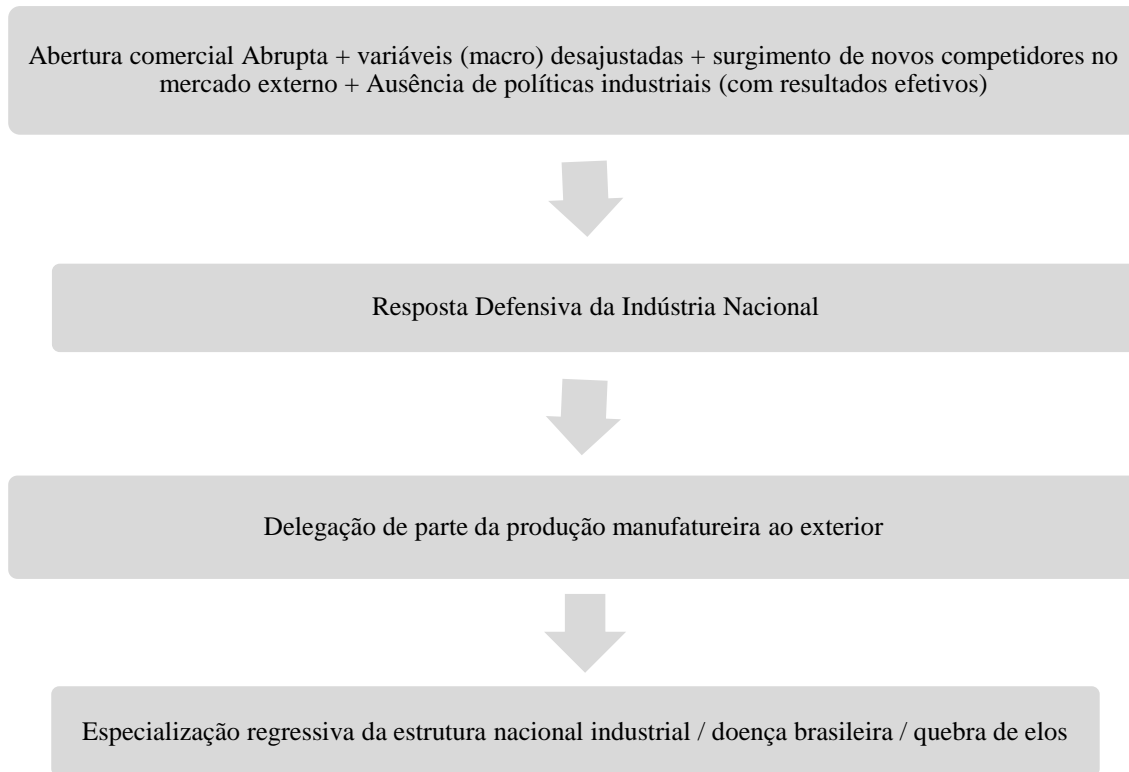 Abertura comercial Abrupta + variáveis (macro) desajustadas + surgimento de novos competidores no
mercado externo + Ausência de políticas industriais (com resultados efetivos)
Resposta Defensiva da Indústria Nacional
Delegação de parte da produção manufatureira ao exterior
Especialização regressiva da estrutura nacional industrial / doença brasileira / quebra de elos